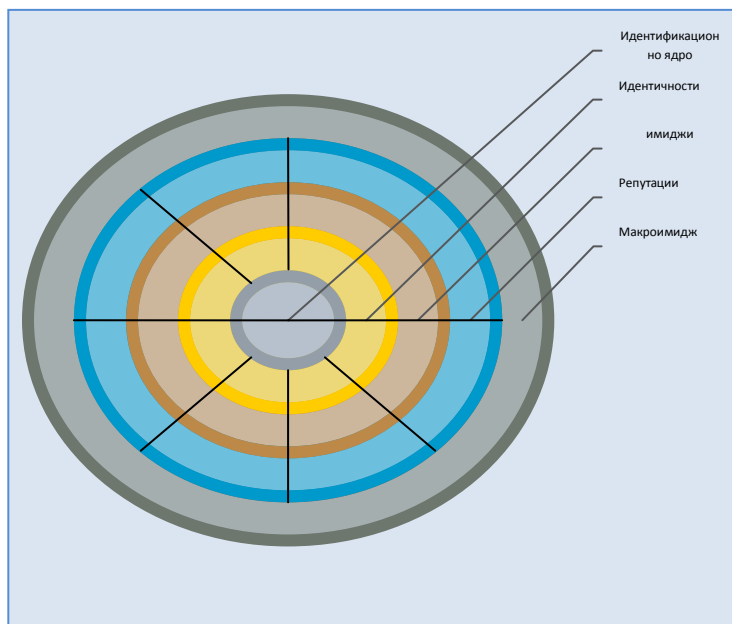 Идентификацион
но ядро
Идентичности
имиджи
Репутации
Макроимидж